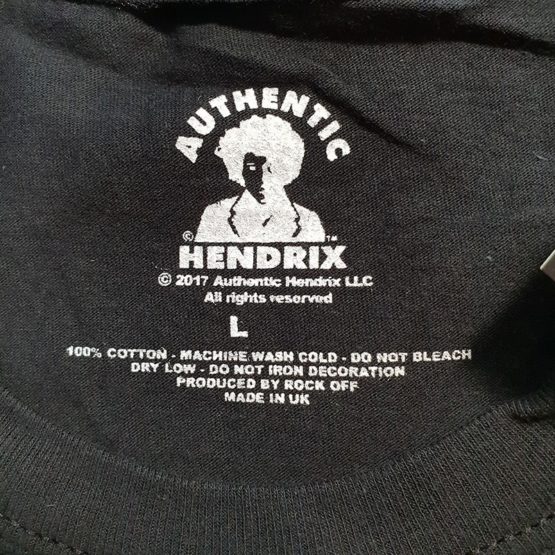 AUTHENTIC
© ™
HENDRIX
© 2017 Authentic Hendrix LLC
All rights reserved
L
100% COTTON - MACHINE WASH COLD - DO NOT BLEACH
DRY LOW - DO NOT IRON DECORATION
PRODUCED BY ROCK OFF
MADE IN UK